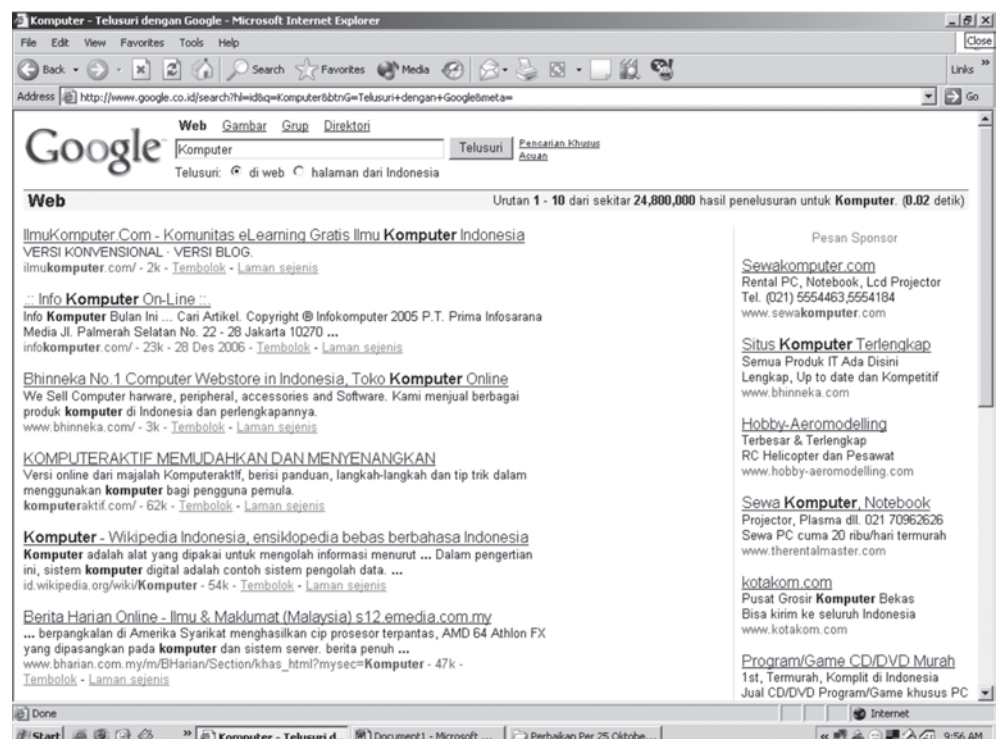 Komputer - Telusuri dengan Google - Microsoft Internet Explorer
File Edit View Favorites Tools Help
Close
Back Search Favorites Media Links
Address http://www.google.co.id/search?hl=id&q=Komputer&btnG=Telusuri+dengan+Google&meta= Go
Web Gambar Grup Direktori
Google Komputer Telusuri Pencarian Khusus
Acuan
Telusuri: di web halaman dari Indonesia
Web Urutan 1 - 10 dari sekitar 24,800,000 hasil penelusuran untuk Komputer. (0.02 detik)
IlmuKomputer.Com - Komunitas eLearning Gratis Ilmu Komputer Indonesia
VERSI KONVENSIONAL · VERSI BLOG.
ilmukomputer.com/ - 2k - Tembolok - Laman sejenis
.:: Info Komputer On-Line ::.
Info Komputer Bulan Ini ... Cari Artikel. Copyright ® Infokomputer 2005 P.T. Prima Infosarana
Media Jl. Palmerah Selatan No. 22 - 28 Jakarta 10270 ...
infokomputer.com/ - 23k - 28 Des 2006 - Tembolok - Laman sejenis
Bhinneka No.1 Computer Webstore in Indonesia, Toko Komputer Online
We Sell Computer harware, peripheral, accessories and Software. Kami menjual berbagai
produk komputer di Indonesia dan perlengkapannya.
www.bhinneka.com/ - 3k - Tembolok - Laman sejenis
KOMPUTERAKTIF MEMUDAHKAN DAN MENYENANGKAN
Versi online dari majalah Komputerakt!f, berisi panduan, langkah-langkah dan tip trik dalam
menggunakan komputer bagi pengguna pemula.
komputeraktif.com/ - 62k - Tembolok - Laman sejenis
Komputer - Wikipedia Indonesia, ensiklopedia bebas berbahasa Indonesia
Komputer adalah alat yang dipakai untuk mengolah informasi menurut ... Dalam pengertian
ini, sistem komputer digital adalah contoh sistem pengolah data. ...
id.wikipedia.org/wiki/Komputer - 54k - Tembolok - Laman sejenis
Berita Harian Online - Ilmu & Maklumat (Malaysia) s12.emedia.com.my
... berpangkalan di Amerika Syarikat menghasilkan cip prosesor terpantas, AMD 64 Athlon FX
yang dipasangkan pada komputer dan sistem server. berita penuh ...
www.bharian.com.my/m/BHarian/Section/khas_html?mysec=Komputer - 47k -
Tembolok - Laman sejenis
Pesan Sponsor
Sewakomputer.com
Rental PC, Notebook, Lcd Projector
Tel. (021) 5554463,5554184
www.sewakomputer.com
Situs Komputer Terlengkap
Semua Produk IT Ada Disini
Lengkap, Up to date dan Kompetitif
www.bhinneka.com
Hobby-Aeromodelling
Terbesar & Terlengkap
RC Helicopter dan Pesawat
www.hobby-aeromodelling.com
Sewa Komputer, Notebook
Projector, Plasma dll. 021 70962626
Sewa PC cuma 20 ribu/hari termurah
www.therentalmaster.com
kotakom.com
Pusat Grosir Komputer Bekas
Bisa kirim ke seluruh Indonesia
www.kotakom.com
Program/Game CD/DVD Murah
1st, Termurah, Komplit di Indonesia
Jual CD/DVD Program/Game khusus PC
Done Internet
Start Komputer - Telusuri d... Document1 - Microsoft ... Perbaikan Per 25 Oktobe... 9:56 AM